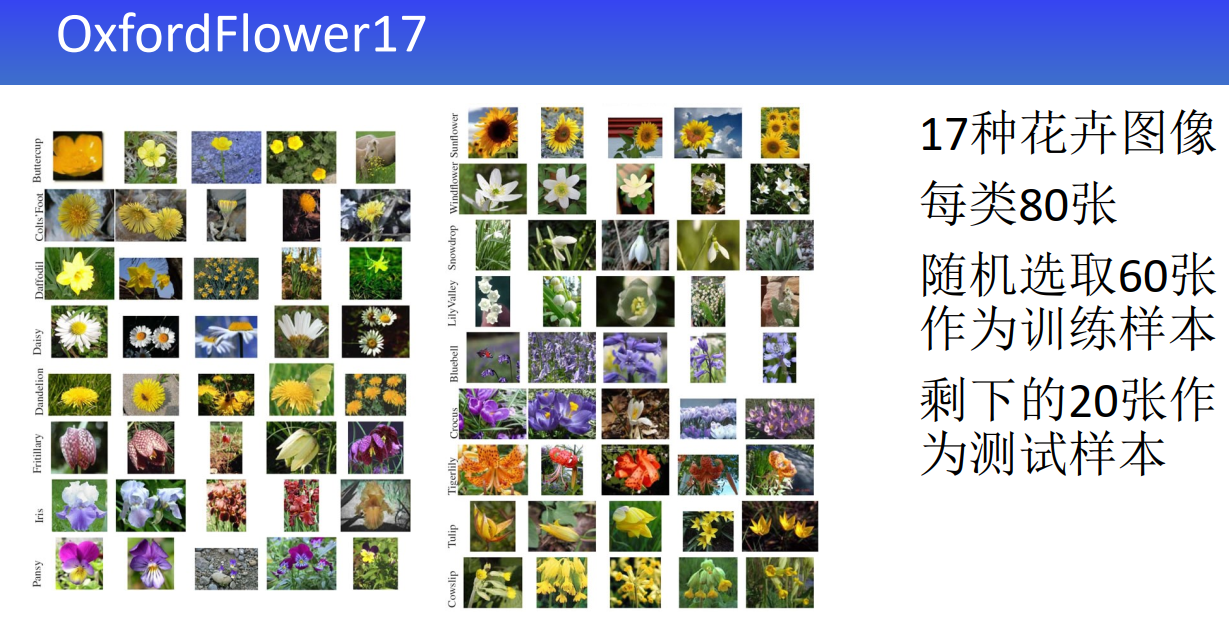 OxfordFlower17
Buttercup
Colts'Foot
Daffodil
Daisy
Dandelion
Fritillary
Iris
Pansy
Sunflower
Windflower
Snowdrop
LilyValley
Bluebell
Crocus
Tigerlily
Tulip
Cowslip
17种花卉图像
每类80张
随机选取60张
作为训练样本
剩下的20张作
为测试样本